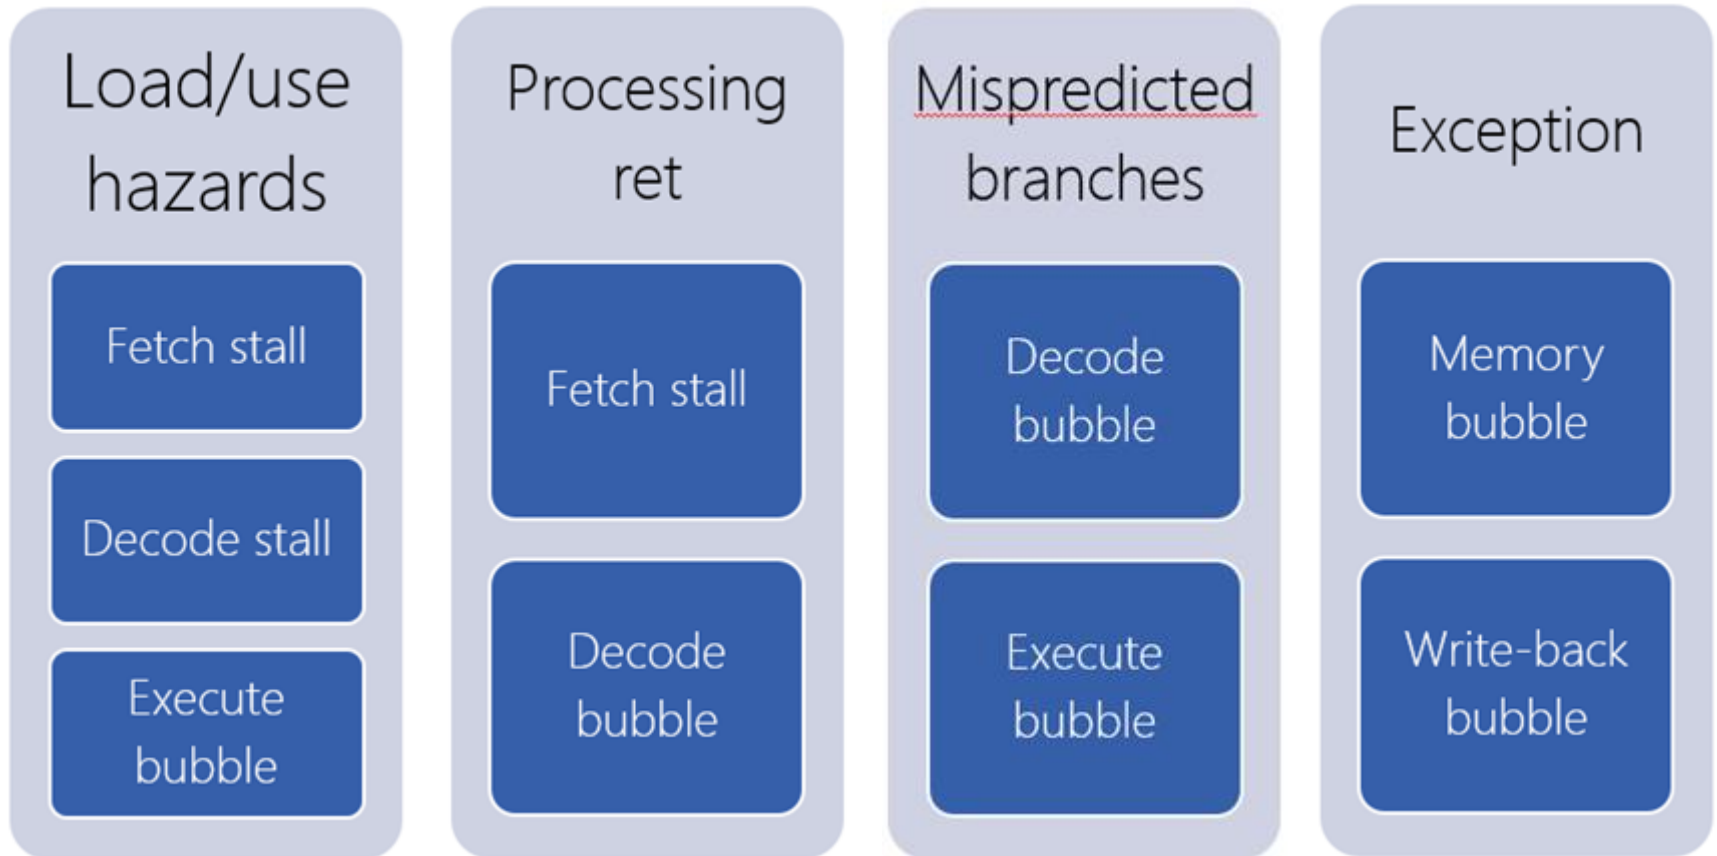 Load/use
hazards
Fetch stall
Decode stall
Execute
bubble
Processing
ret
Fetch stall
Decode
bubble
Mispredicted
branches
Decode
bubble
Execute
bubble
Exception
Memory
bubble
Write-back
bubble